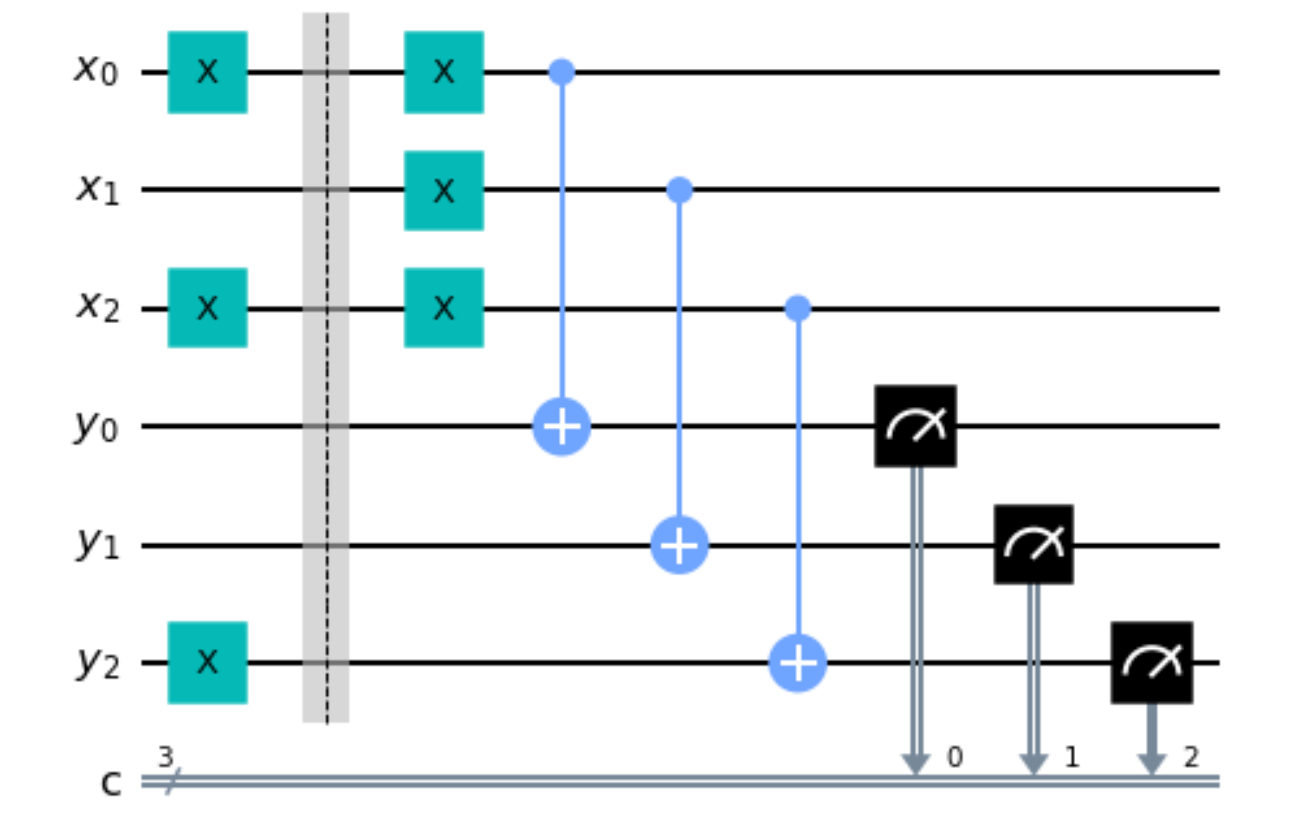 x₀ X X
x₁ X
x₂ X X
y₀
y₁
y₂ X
3 0 1 2
c